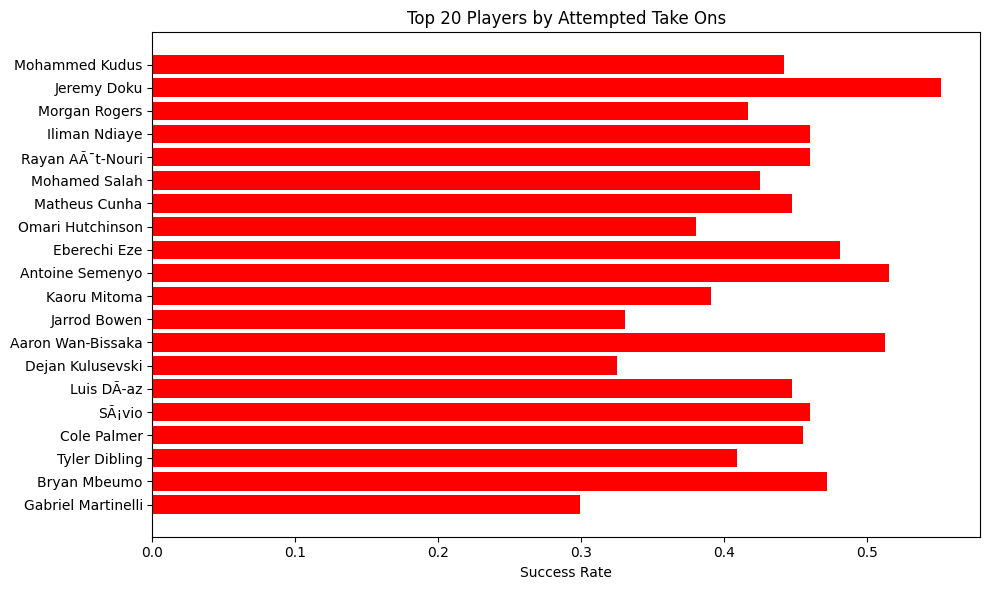 Top 20 Players by Attempted Take Ons
Mohammed Kudus
Jeremy Doku
Morgan Rogers
Iliman Ndiaye
Rayan AÃ¯t-Nouri
Mohamed Salah
Matheus Cunha
Omari Hutchinson
Eberechi Eze
Antoine Semenyo
Kaoru Mitoma
Jarrod Bowen
Aaron Wan-Bissaka
Dejan Kulusevski
Luis DÃ-az
SÃ¡vio
Cole Palmer
Tyler Dibling
Bryan Mbeumo
Gabriel Martinelli
0.0 0.1 0.2 0.3 0.4 0.5
Success Rate